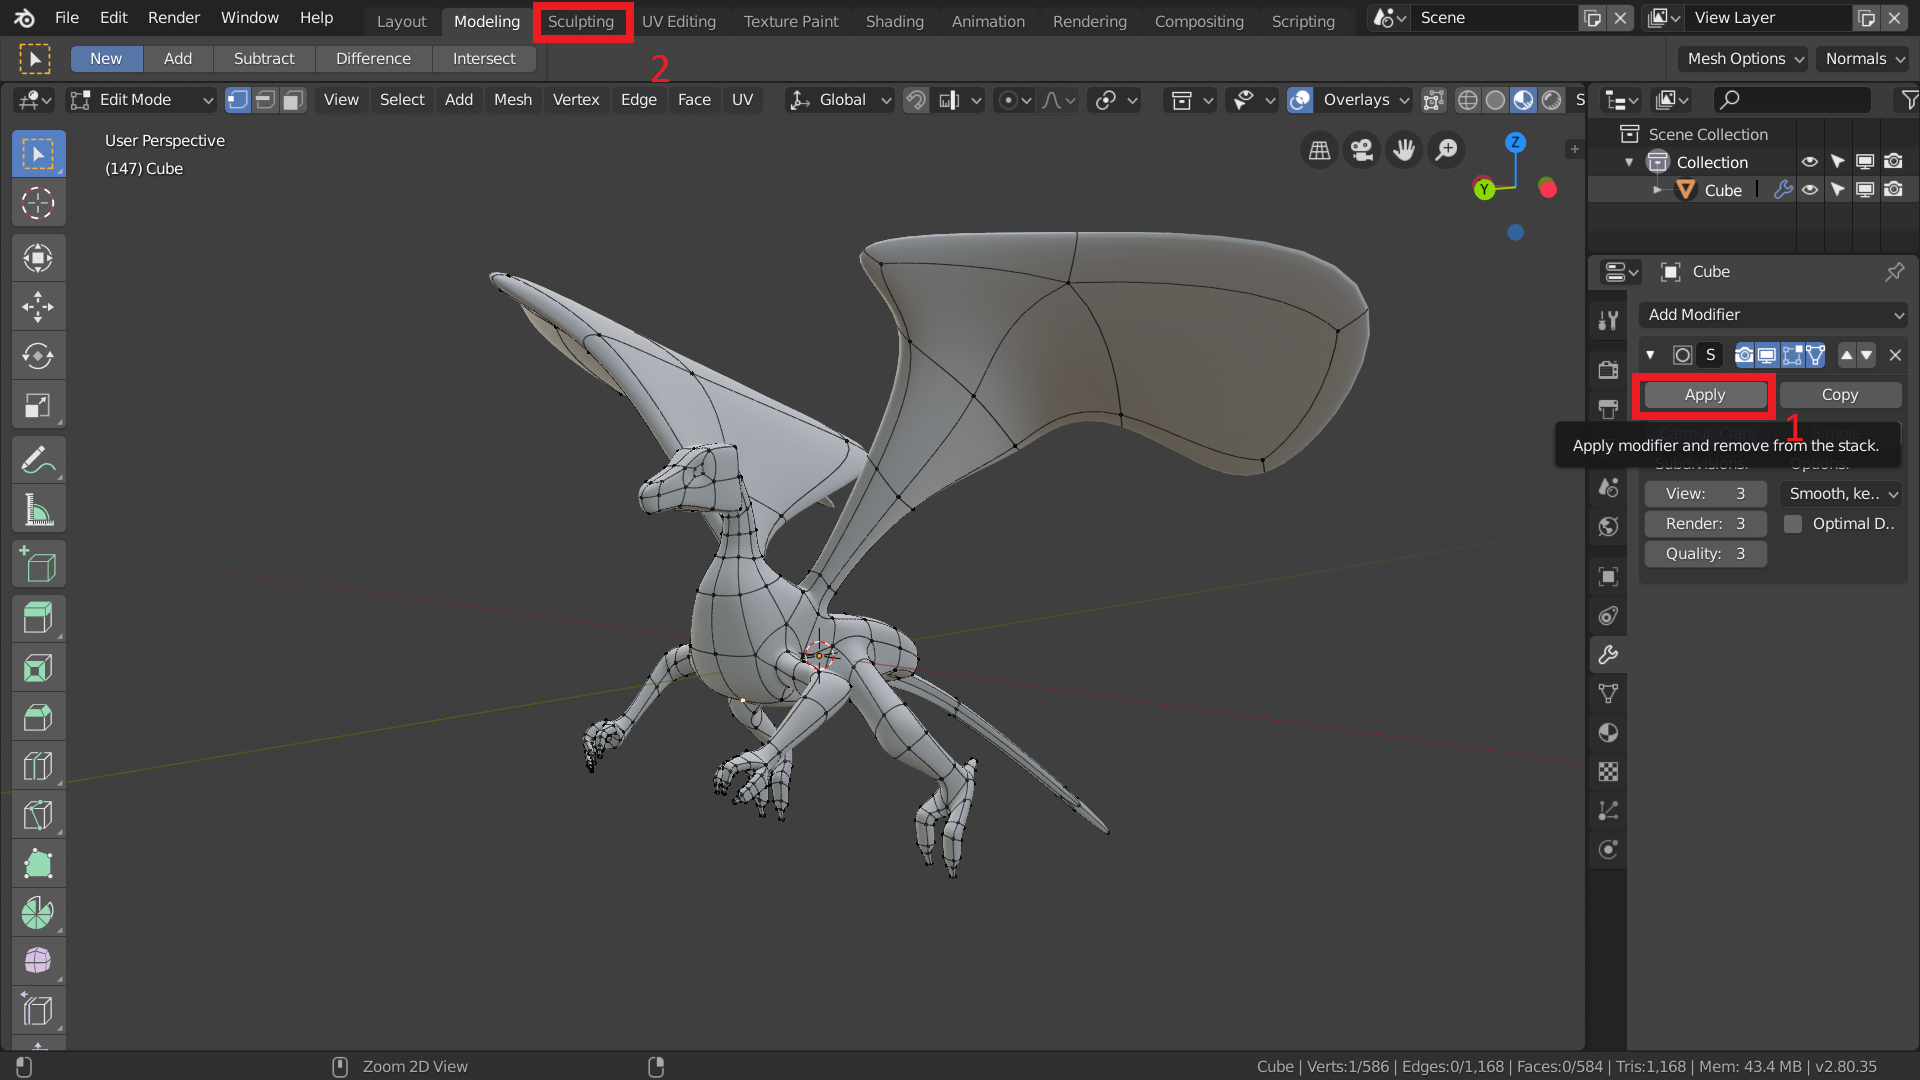 File Edit Render Window Help Layout Modeling Sculpting UV Editing Texture Paint Shading Animation Rendering Compositing Scripting Scene View Layer
New Add Subtract Difference Intersect 2 Mesh Options Normals
Edit Mode View Select Add Mesh Vertex Edge Face UV Global Overlays S
User Perspective
(147) Cube
Z
Y
Scene Collection
Collection
Cube
Cube
Add Modifier
S
Apply Copy
1
Apply modifier and remove from the stack.
Subdivisions: Options:
View: 3 Smooth, ke..
Render: 3 Optimal D..
Quality: 3
Zoom 2D View Cube | Verts:1/586 | Edges:0/1,168 | Faces:0/584 | Tris:1,168 | Mem: 43.4 MB | v2.80.35